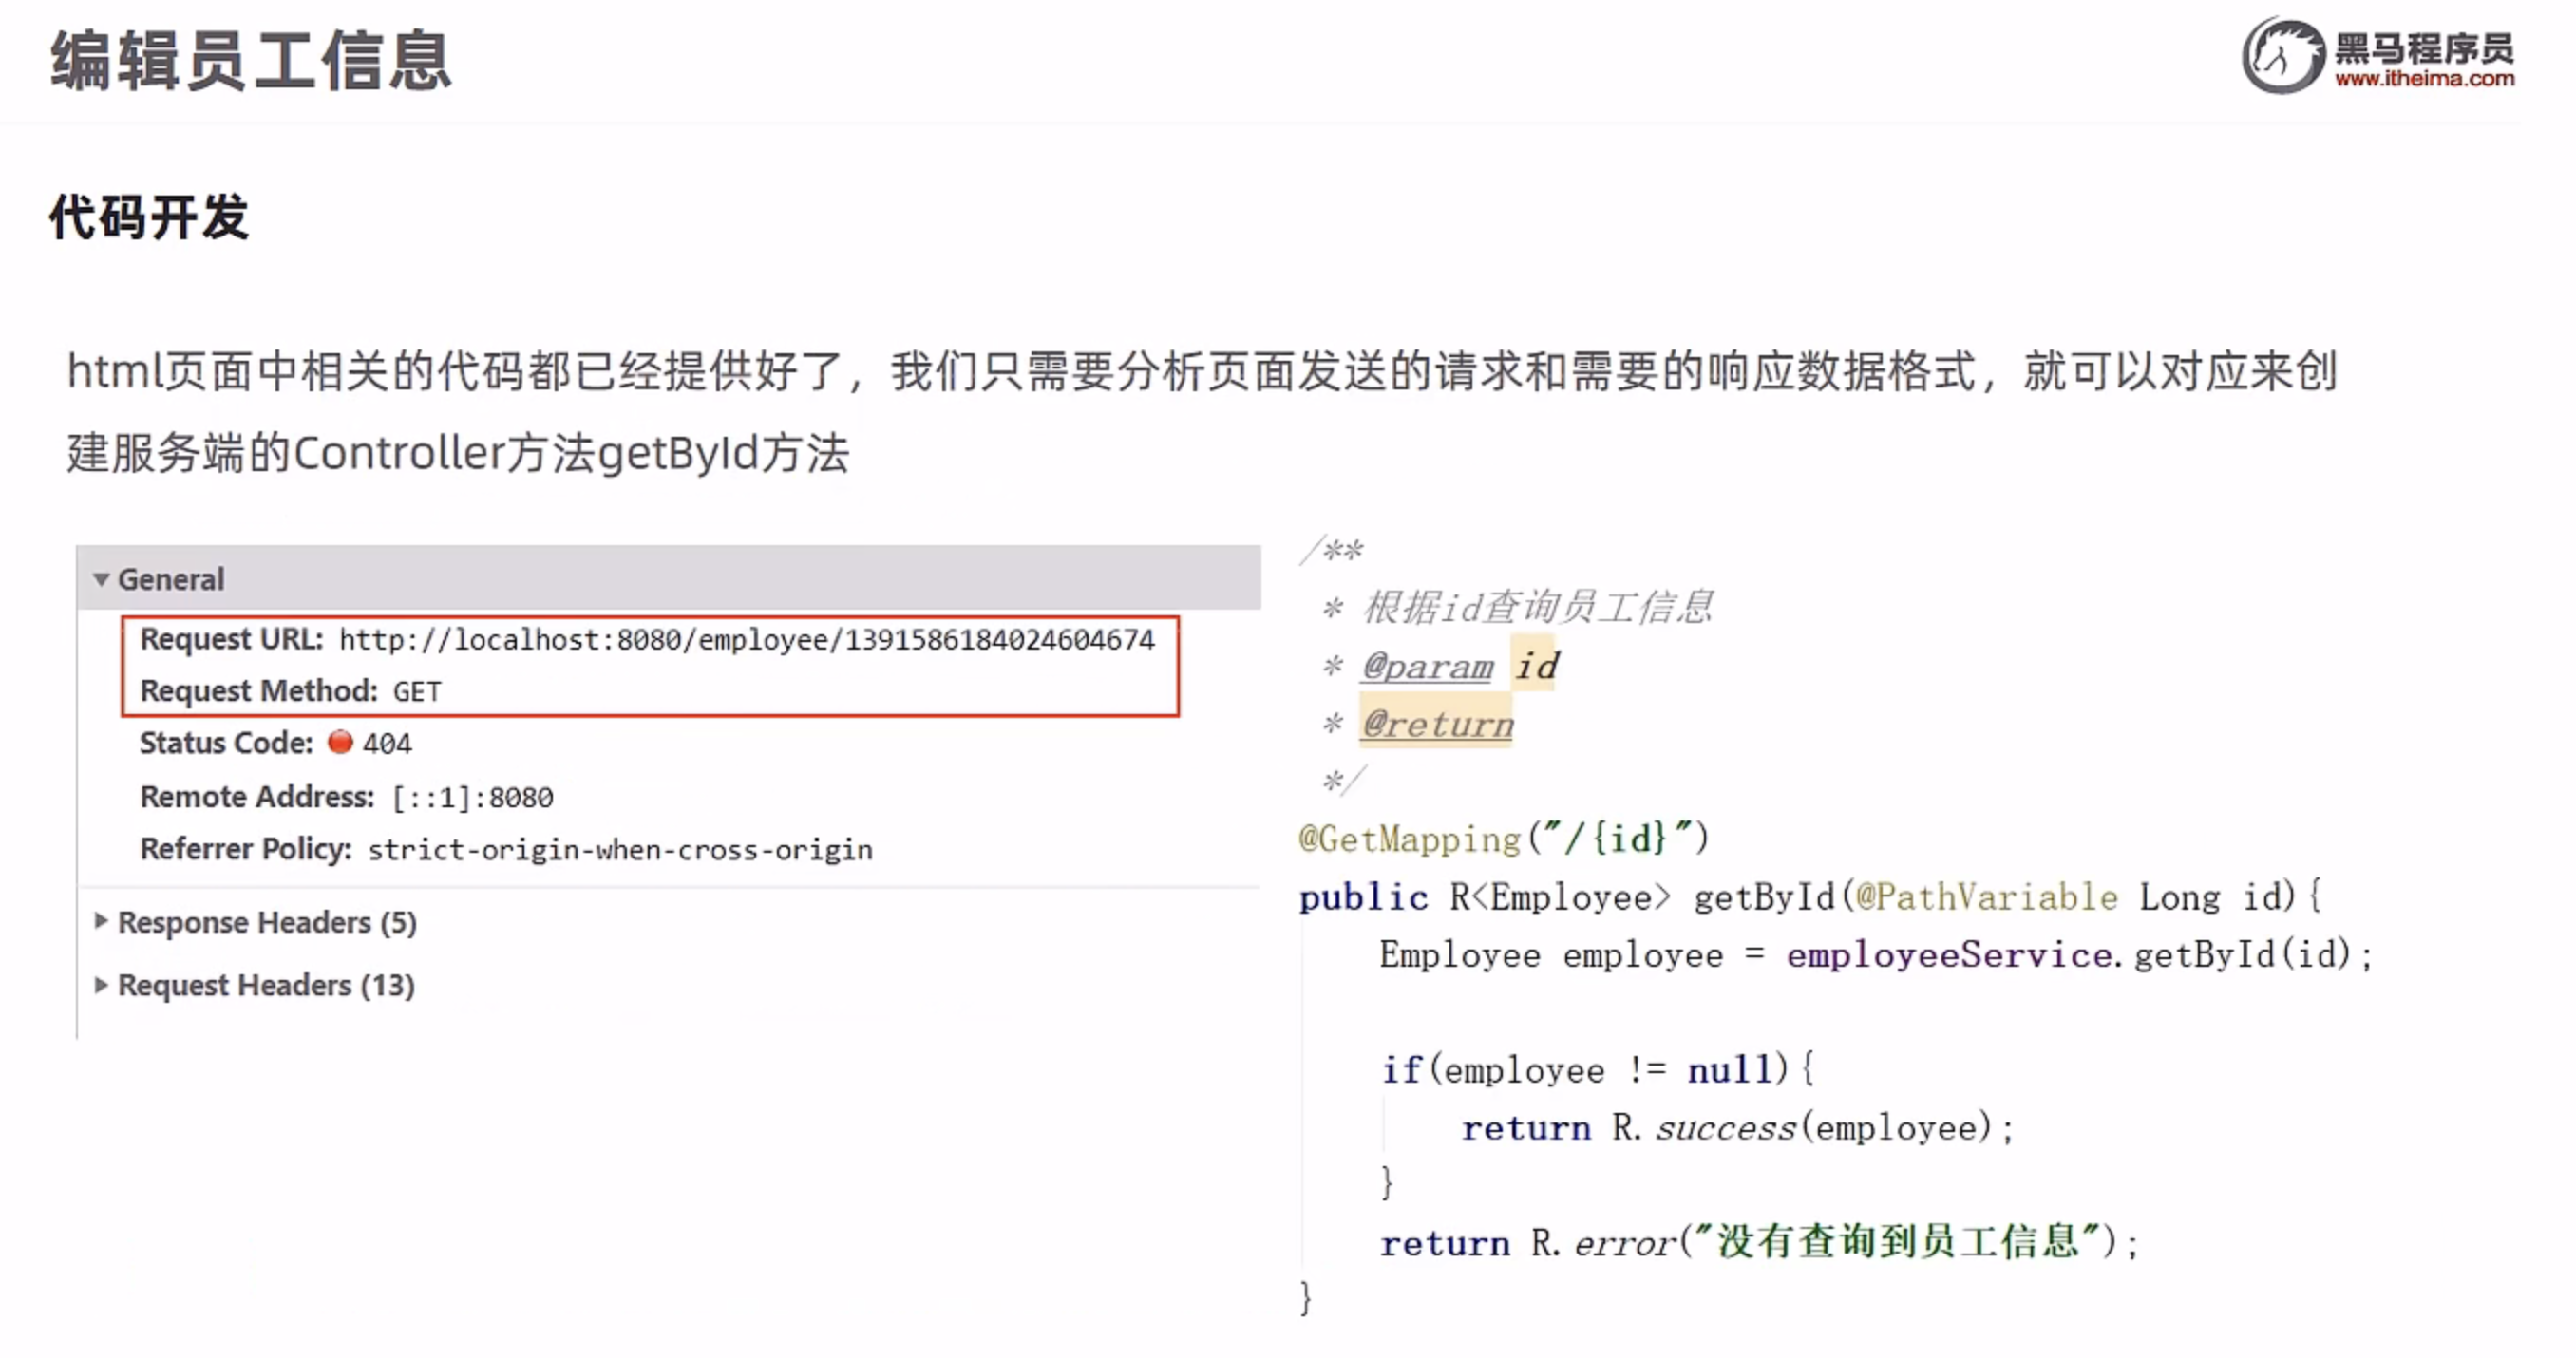 编辑员工信息
黑马程序员
www.itheima.com
代码开发
html页面中相关的代码都已经提供好了，我们只需要分析页面发送的请求和需要的响应数据格式，就可以对应来创
建服务端的Controller方法getById方法
General
Request URL: http://localhost:8080/employee/1391586184024604674
Request Method: GET
Status Code: 404
Remote Address: [::1]:8080
Referrer Policy: strict-origin-when-cross-origin
Response Headers (5)
Request Headers (13)
/**
* 根据id查询员工信息
* @param id
* @return
*/
@GetMapping("/{id}")
public R<Employee> getById(@PathVariable Long id){
Employee employee = employeeService.getById(id);
if(employee != null){
return R.success(employee);
}
return R.error("没有查询到员工信息");
}